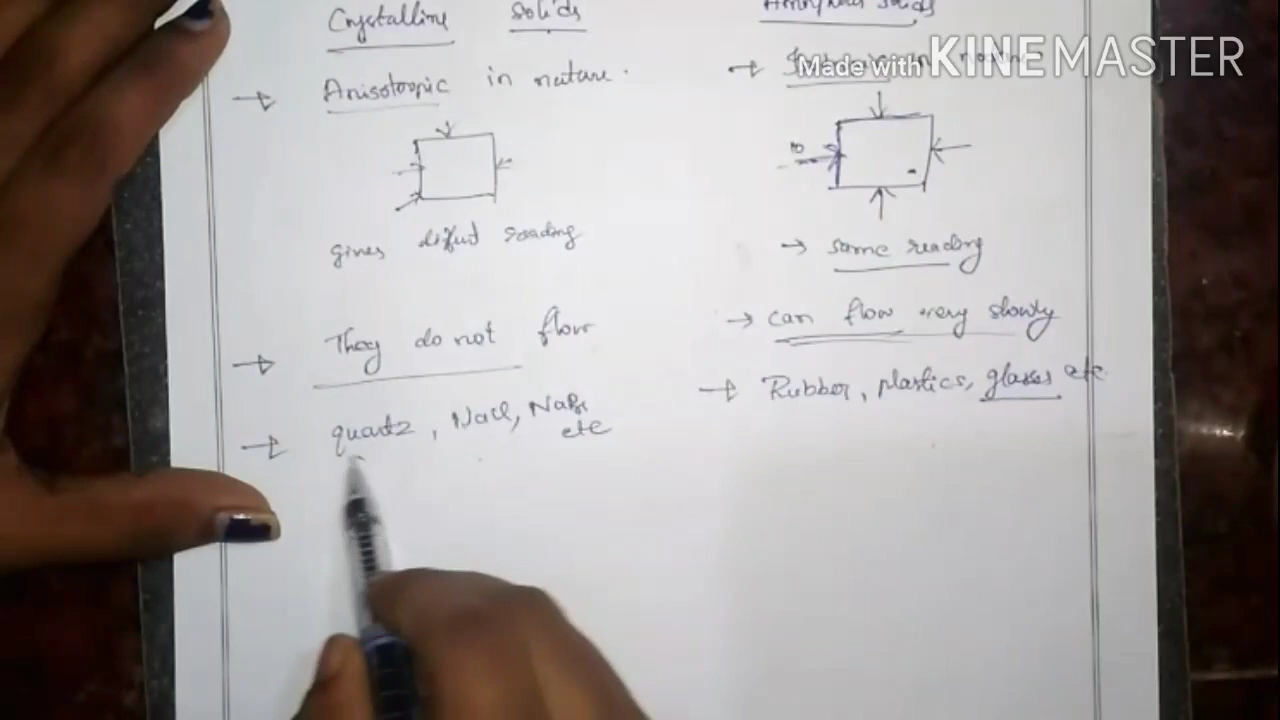 Crystalline solids
solids
→ Anisotropic in nature.
→
Made with KINEMASTER
gives reading
→ same reading
→ They do not flow
→ can flow very slowly
→ quartz, NaCl, NaBr
etc
→ Rubber, plastics, glasses etc